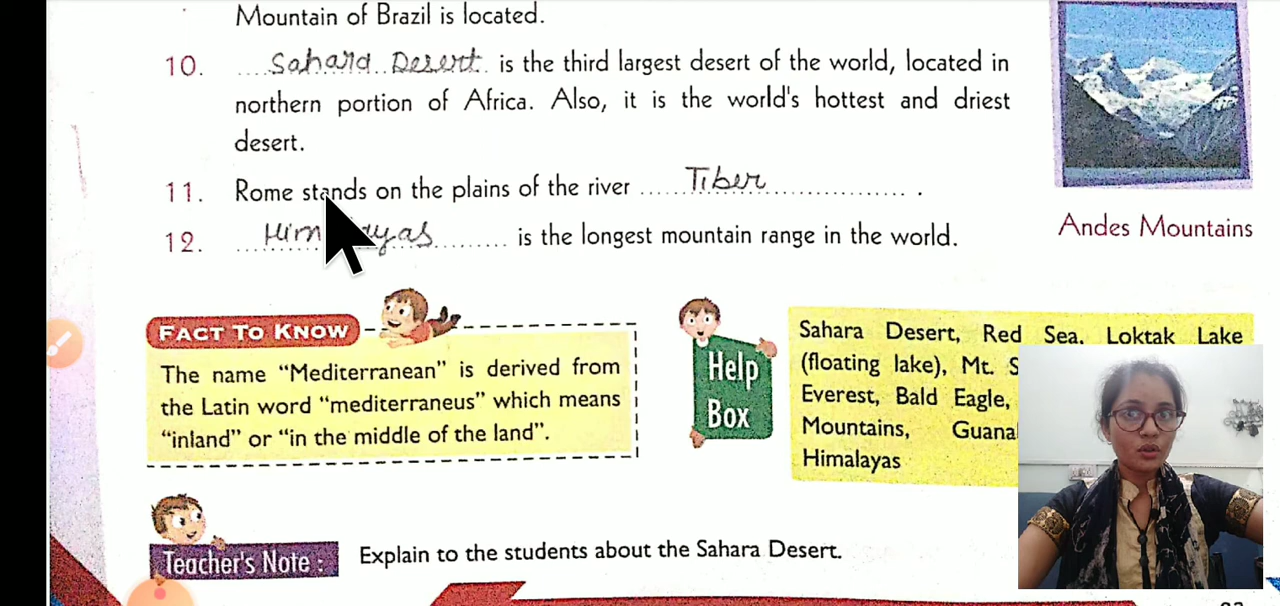 Mountain of Brazil is located.
10. Sahara Desert is the third largest desert of the world, located in
northern portion of Africa. Also, it is the world's hottest and driest
desert.
11. Rome stands on the plains of the river Tiber .
12. is the longest mountain range in the world.
Andes Mountains
FACT TO KNOW
The name “Mediterranean” is derived from
the Latin word “mediterraneus” which means
“inland” or “in the middle of the land”.
Help
Box
Sahara Desert, Red Sea, Loktak Lake
(floating lake), Mt.
Everest, Bald Eagle,
Mountains,
Himalayas
Teacher's Note : Explain to the students about the Sahara Desert.